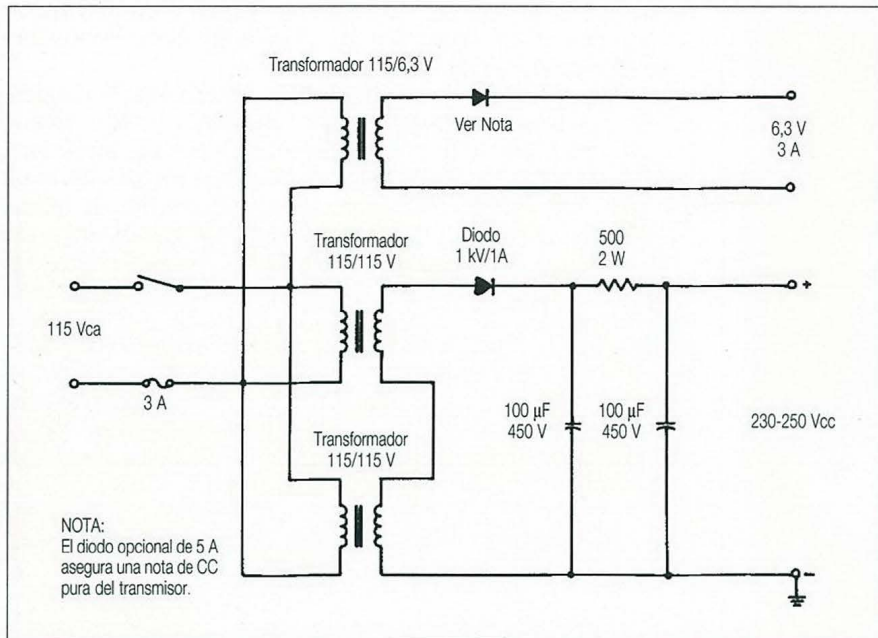 Transformador 115/6,3 V
Ver Nota
6,3 V
3 A
Transformador
115/115 V
Diodo
1 kV/1A
500
2 W
+
115 Vca
3 A
Transformador
115/115 V
100 µF
450 V
100 µF
450 V
230-250 Vcc
NOTA:
El diodo opcional de 5 A
asegura una nota de CC
pura del transmisor.
–